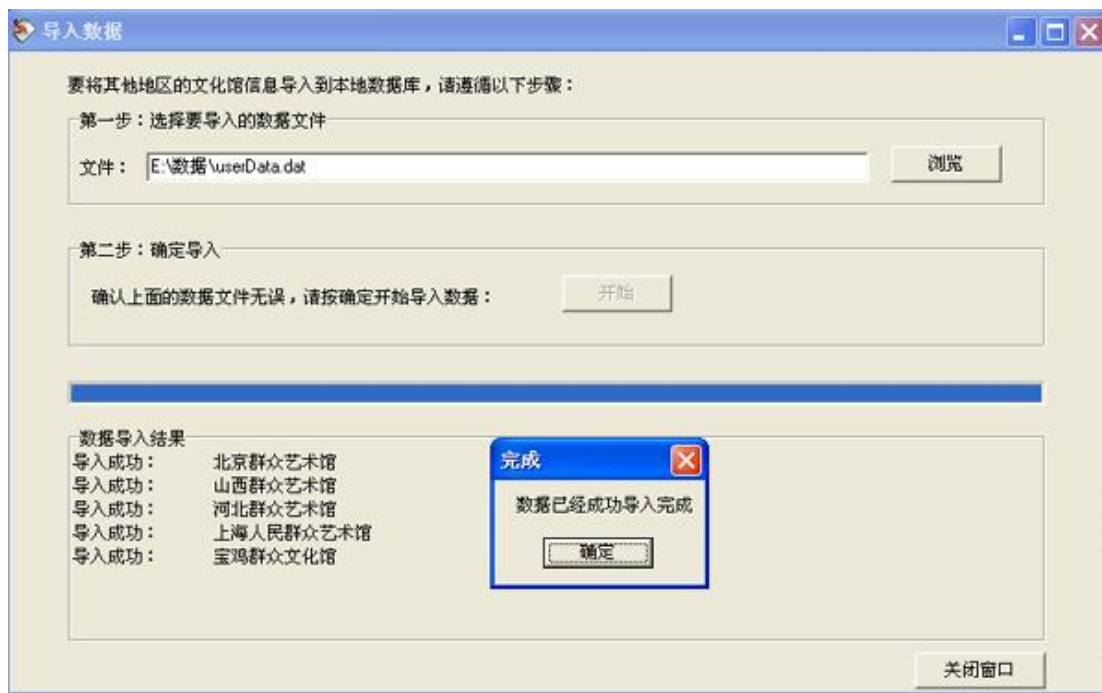 导入数据
要将其他地区的文化馆信息导入到本地数据库，请遵循以下步骤：
第一步：选择要导入的数据文件
文件： E:\数据\userData.dat 浏览
第二步：确定导入
确认上面的数据文件无误，请按确定开始导入数据： 开始
数据导入结果
导入成功： 北京群众艺术馆
导入成功： 山西群众艺术馆
导入成功： 河北群众艺术馆
导入成功： 上海人民群众艺术馆
导入成功： 宝鸡群众文化馆
完成
数据已经成功导入完成
确定
关闭窗口